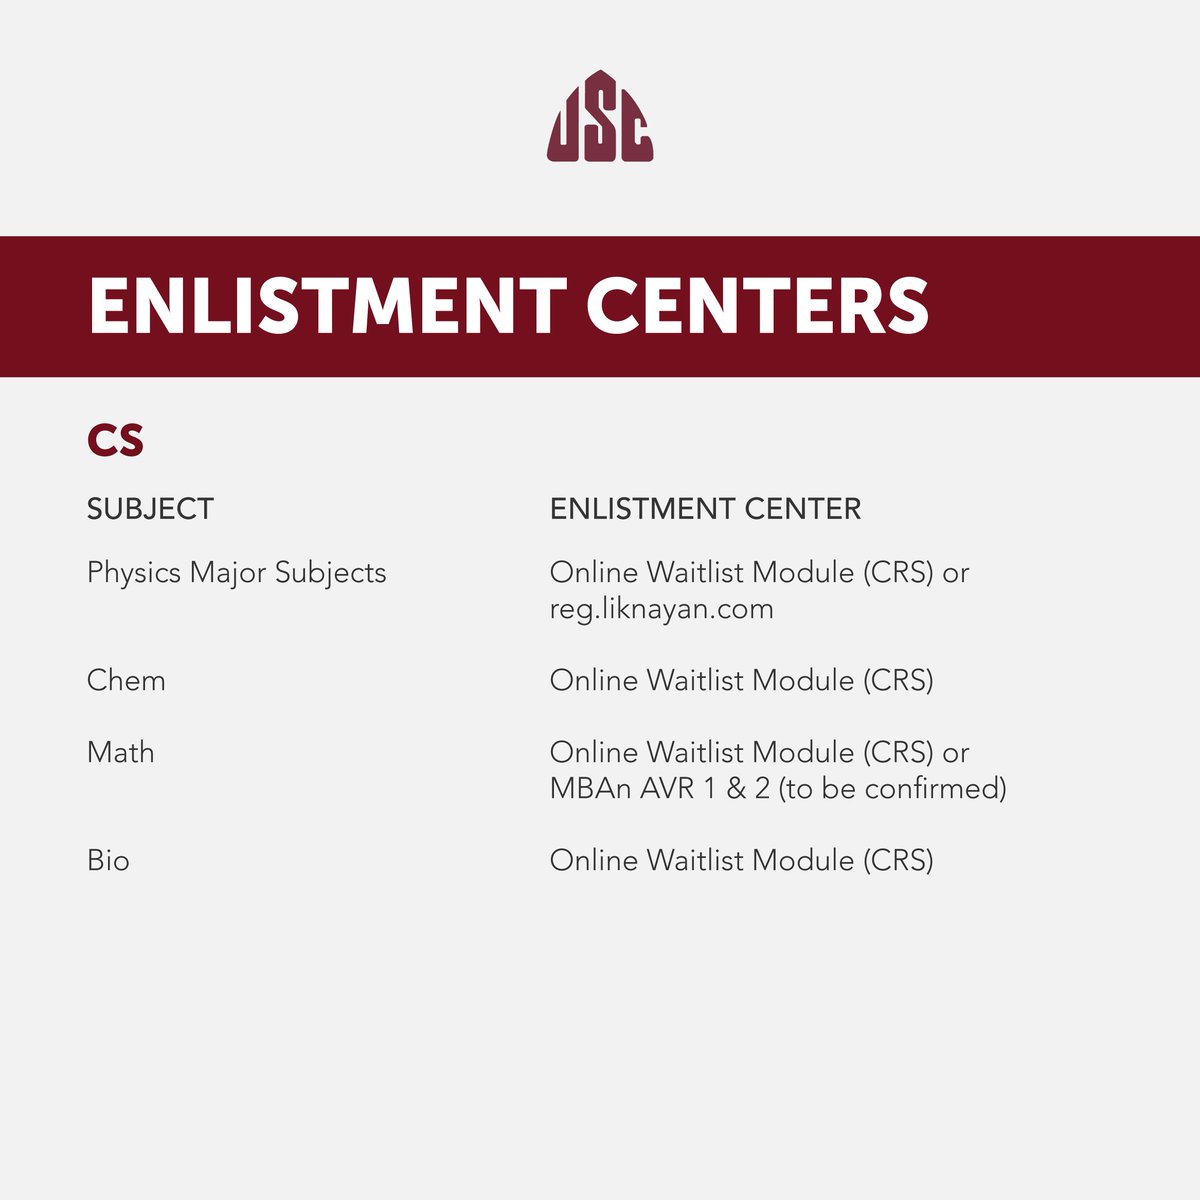 USC
ENLISTMENT CENTERS
CS
SUBJECT ENLISTMENT CENTER
Physics Major Subjects Online Waitlist Module (CRS) or
reg.liknayan.com
Chem Online Waitlist Module (CRS)
Math Online Waitlist Module (CRS) or
MBAn AVR 1 & 2 (to be confirmed)
Bio Online Waitlist Module (CRS)